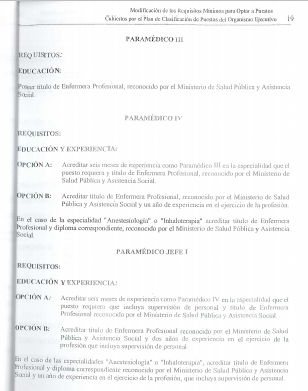 Modificación de los Requisitos Mínimos para Optar a Puestos
Cubiertos por el Plan de Clasificación de Puestos del Organismo Ejecutivo 19
PARAMÉDICO III
REQUISITOS:
EDUCACIÓN:
Poseer título de Enfermera Profesional, reconocido por el Ministerio de Salud Pública y Asistencia
Social.
PARAMÉDICO IV
REQUISITOS:
EDUCACIÓN Y EXPERIENCIA:
OPCIÓN A: Acreditar seis meses de experiencia como Paramédico III en la especialidad que el
puesto requiera y título de Enfermera Profesional, reconocido por el Ministerio de
Salud Pública y Asistencia Social.
OPCIÓN B: Acreditar título de Enfermera Profesional, reconocido por el Ministerio de Salud
Pública y Asistencia Social y un año de experiencia en el ejercicio de la profesión.
En el caso de la especialidad "Anestesiología" o "Inhaloterapia" acreditar título de Enfermera
Profesional y diploma correspondiente, reconocido por el Ministerio de Salud Pública y Asistencia
Social.
PARAMÉDICO JEFE I
REQUISITOS:
EDUCACIÓN Y EXPERIENCIA:
OPCIÓN A: Acreditar seis meses de experiencia como Paramédico IV en la especialidad que el
puesto requiera que incluya supervisión de personal y título de Enfermera
Profesional reconocido por el Ministerio de Salud Pública y Asistencia Social.
OPCIÓN B: Acreditar título de Enfermera Profesional reconocido por el Ministerio de
Salud Pública y Asistencia Social y dos años de experiencia en el ejercicio de la
profesión que incluya supervisión de personal.
En el caso de las especialidades "Anestesiología" o "Inhaloterapia", acreditar título de Enfermera
Profesional y diploma correspondiente, reconocido por el Ministerio de Salud Pública y Asistencia
Social y un año de experiencia en el ejercicio de la profesión, que incluya supervisión de personal.